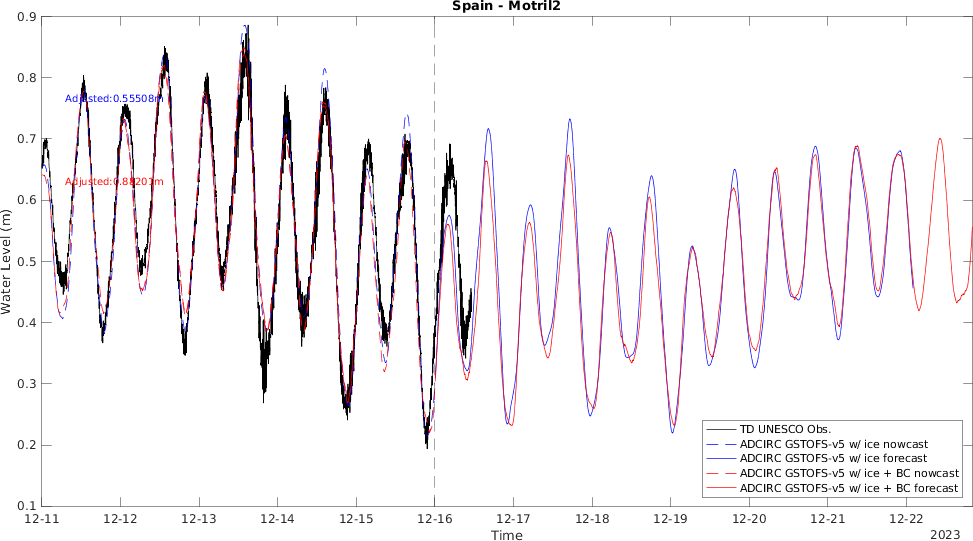 Spain - Motril2
0.9
0.8
0.7
0.6
0.5
0.4
0.3
0.2
0.1
Water Level (m)
Adjusted:0.55508m
Adjusted:0.88201m
TD UNESCO Obs.
ADCIRC GSTOFS-v5 w/ ice nowcast
ADCIRC GSTOFS-v5 w/ ice forecast
ADCIRC GSTOFS-v5 w/ ice + BC nowcast
ADCIRC GSTOFS-v5 w/ ice + BC forecast
12-11 12-12 12-13 12-14 12-15 12-16 12-17 12-18 12-19 12-20 12-21 12-22
Time
2023